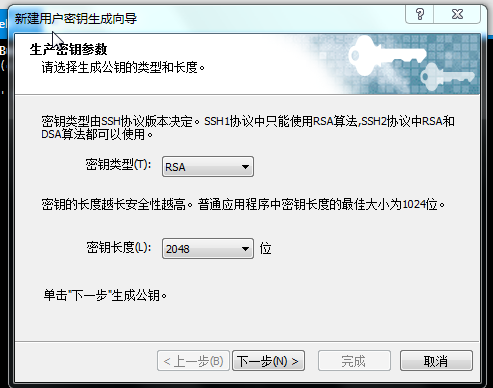 新建用户密钥生成向导
生产密钥参数
请选择生成公钥的类型和长度。
密钥类型由SSH协议版本决定。SSH1协议中只能使用RSA算法,SSH2协议中RSA和
DSA算法都可以使用。
密钥类型(T): RSA
密钥的长度越长安全性越高。普通应用程序中密钥长度的最佳大小为1024位。
密钥长度(L): 2048 位
单击"下一步"生成公钥。
< 上一步(B) 下一步(N) > 完成 取消